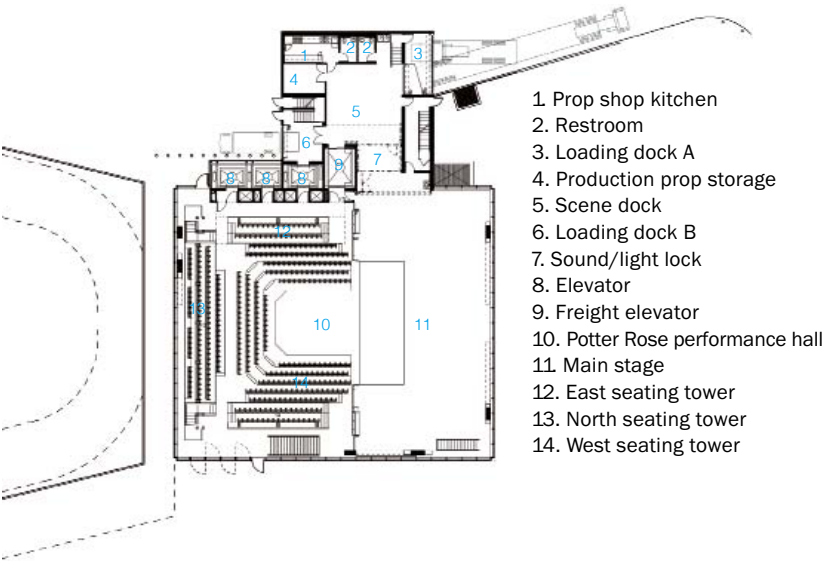 1
2
2
3
4
5
6
7
8
8
8
9
12
13
10
11
14
1. Prop shop kitchen
2. Restroom
3. Loading dock A
4. Production prop storage
5. Scene dock
6. Loading dock B
7. Sound/light lock
8. Elevator
9. Freight elevator
10. Potter Rose performance hall
11. Main stage
12. East seating tower
13. North seating tower
14. West seating tower